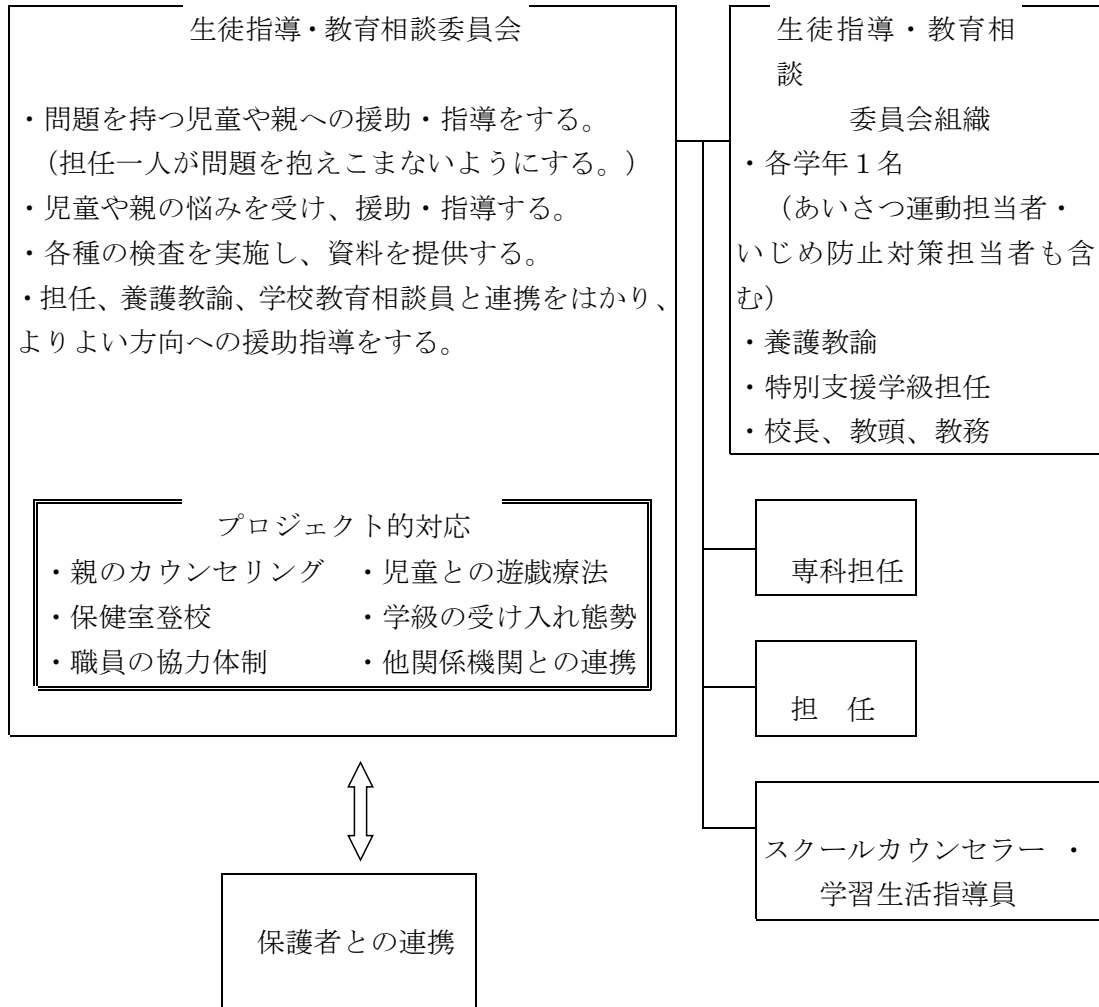 生徒指導・教育相談委員会
・問題を持つ児童や親への援助・指導をする。
（担任一人が問題を抱えこまないようにする。）
・児童や親の悩みを受け、援助・指導する。
・各種の検査を実施し、資料を提供する。
・担任、養護教諭、学校教育相談員と連携をはかり、
よりよい方向への援助指導をする。
プロジェクト的対応
・親のカウンセリング　・児童との遊戯療法
・保健室登校　・学級の受け入れ態勢
・職員の協力体制　・他関係機関との連携
生徒指導・教育相
談
委員会組織
・各学年１名
（あいさつ運動担当者・
いじめ防止対策担当者も含
む）
・養護教諭
・特別支援学級担任
・校長、教頭、教務
専科担任
担　任
スクールカウンセラー ・
学習生活指導員
保護者との連携